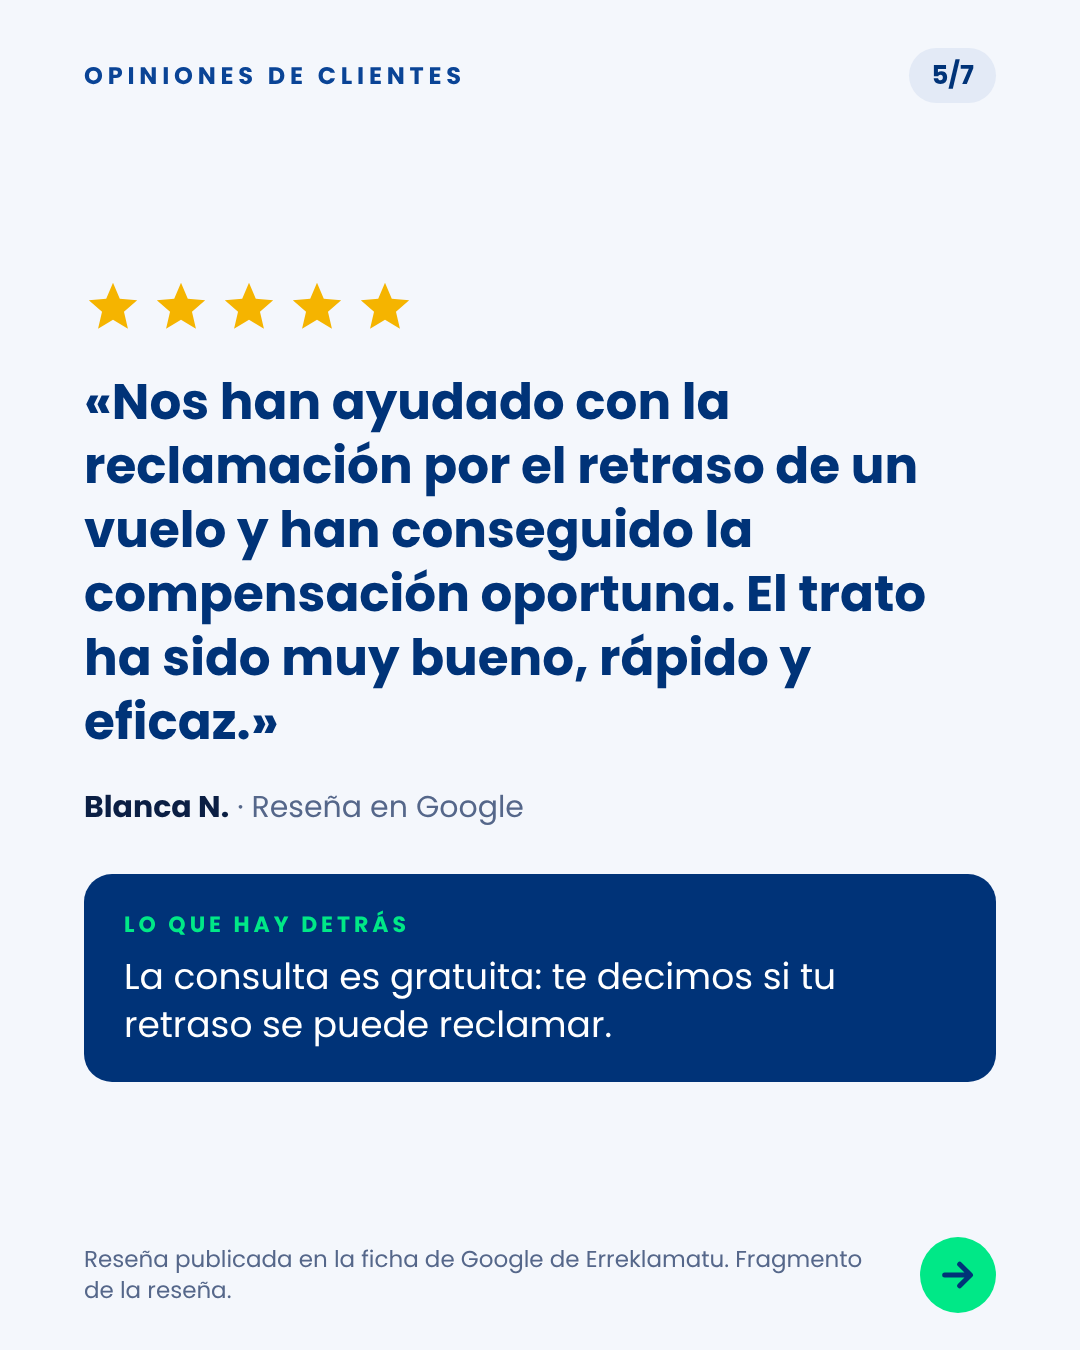 OPINIONES DE CLIENTES
5/7
«Nos han ayudado con la
reclamación por el retraso de un
vuelo y han conseguido la
compensación oportuna. El trato
ha sido muy bueno, rápido y
eficaz.»
Blanca N. · Reseña en Google
LO QUE HAY DETRÁS
La consulta es gratuita: te decimos si tu
retraso se puede reclamar.
Reseña publicada en la ficha de Google de Erreklamatu. Fragmento
de la reseña.